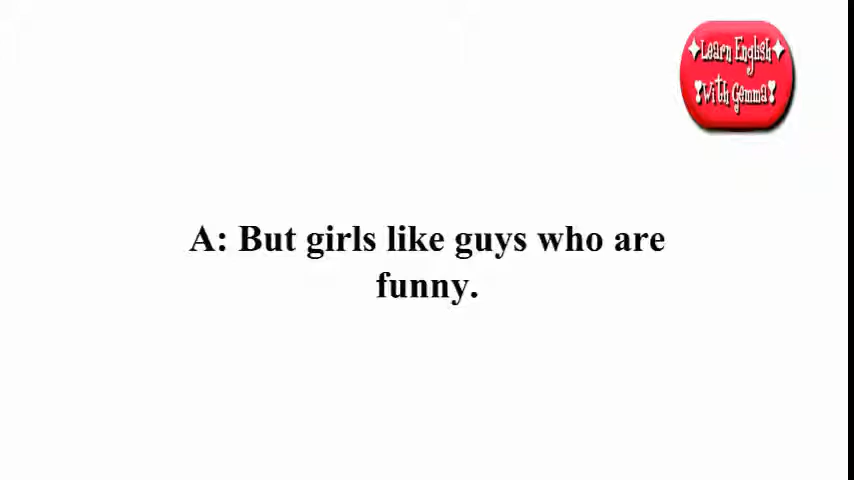 ✦Learn English✦
❣With Gemma❣
A: But girls like guys who are
funny.